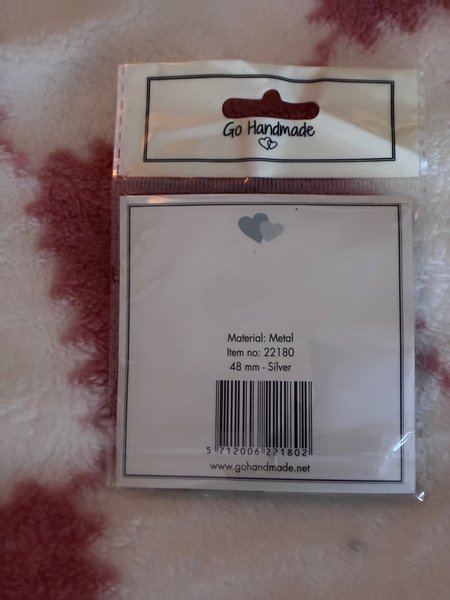 Go Handmade
Material: Metal
Item no: 22180
48 mm - Silver
5 712006 221802
www.gohandmade.net